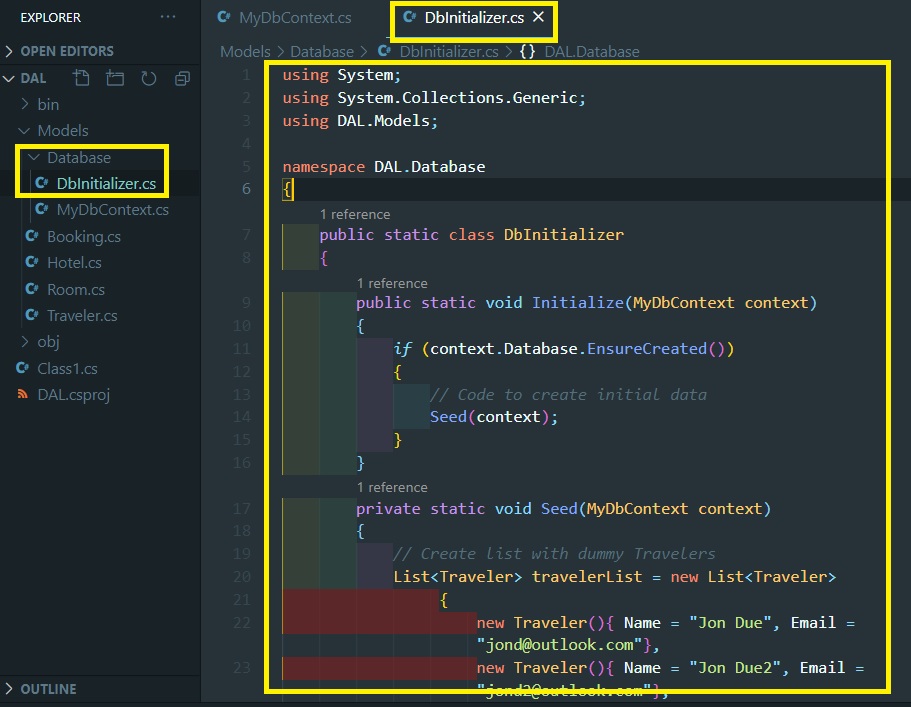 EXPLORER ···
OPEN EDITORS
DAL
bin
Models
Database
C# DbInitializer.cs
C# MyDbContext.cs
C# Booking.cs
C# Hotel.cs
C# Room.cs
C# Traveler.cs
obj
C# Class1.cs
DAL.csproj
OUTLINE
C# MyDbContext.cs
C# DbInitializer.cs ✕
Models > Database > C# DbInitializer.cs > {} DAL.Database
1 using System;
2 using System.Collections.Generic;
3 using DAL.Models;
4
5 namespace DAL.Database
6 {
1 reference
7 public static class DbInitializer
8 {
1 reference
9 public static void Initialize(MyDbContext context)
10 {
11 if (context.Database.EnsureCreated())
12 {
13 // Code to create initial data
14 Seed(context);
15 }
16 }
1 reference
17 private static void Seed(MyDbContext context)
18 {
19 // Create list with dummy Travelers
20 List<Traveler> travelerList = new List<Traveler>
21 {
22 new Traveler(){ Name = "Jon Due", Email =
"jond@outlook.com"},
23 new Traveler(){ Name = "Jon Due2", Email =
"jond2@outlook.com"},